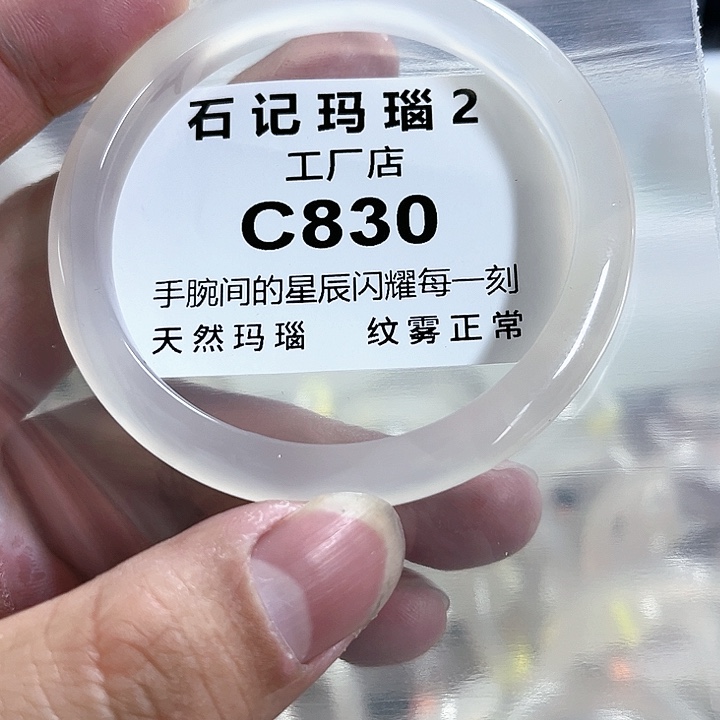 石记玛瑙2
工厂店
C830
手腕间的星辰闪耀每一刻
天然玛瑙 纹雾正常